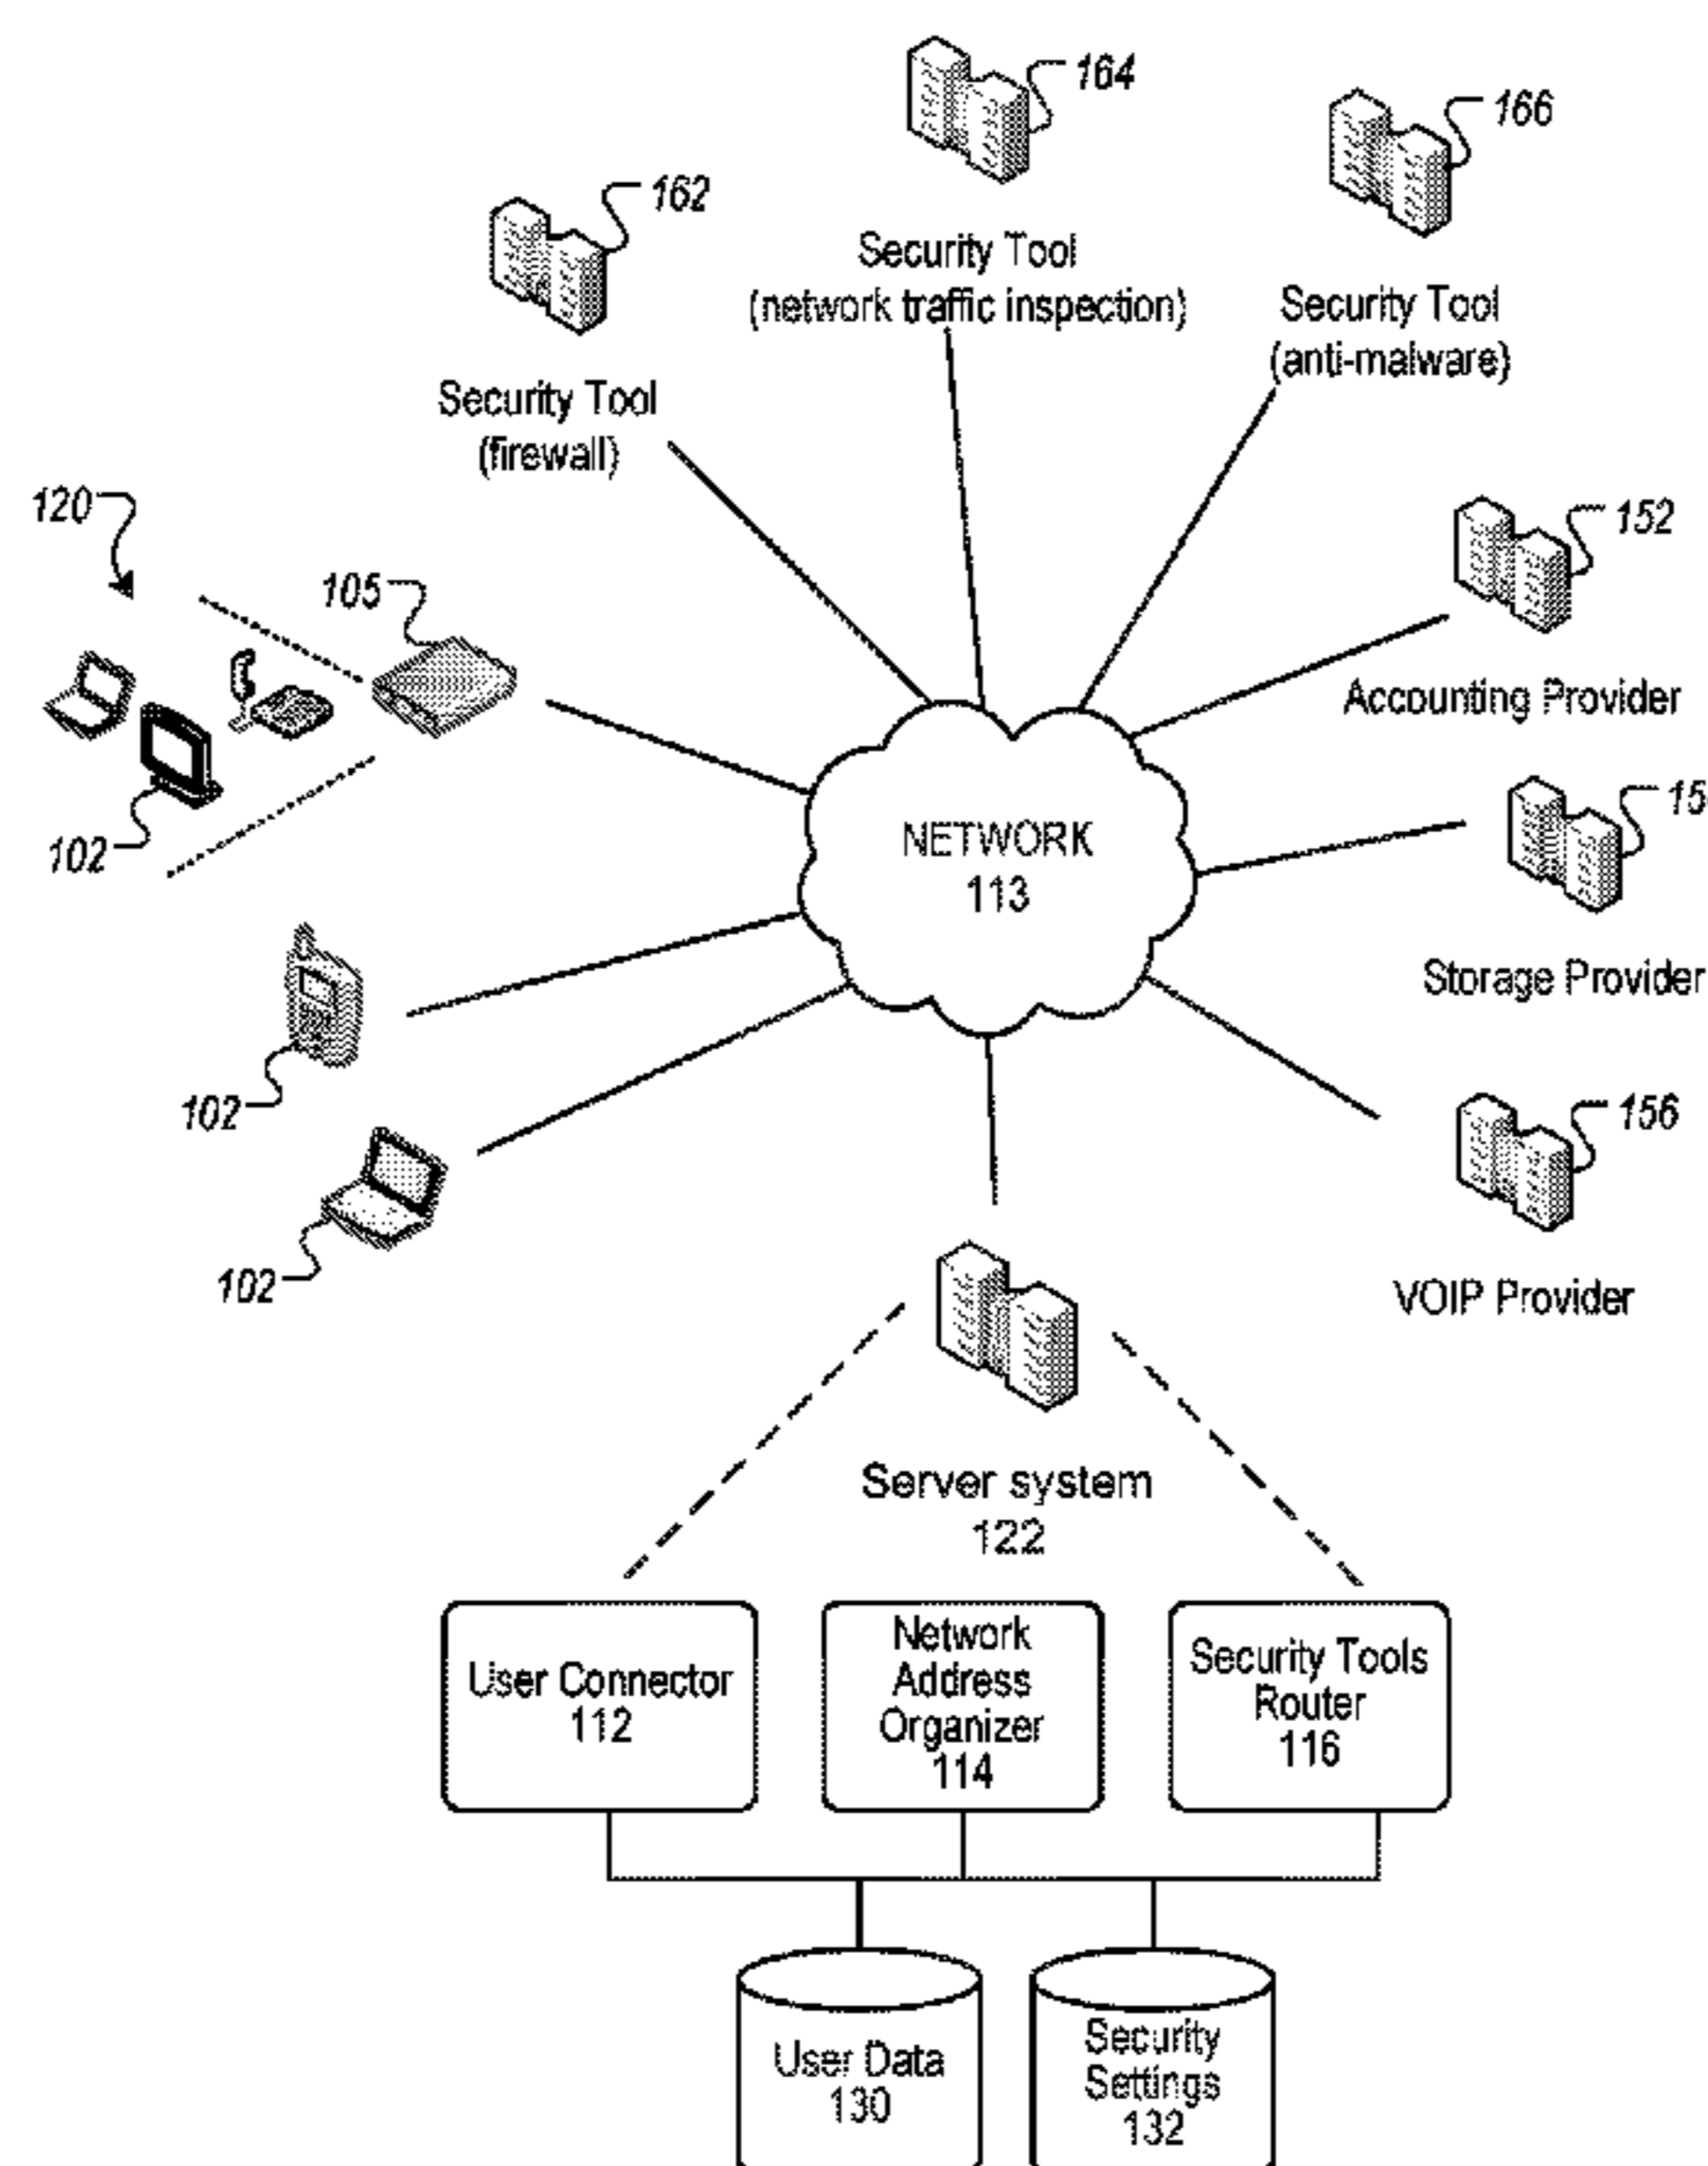 164
166
162
Security Tool
(network traffic inspection)
Security Tool
(anti-malware)
Security Tool
(firewall)
120
105
152
Accounting Provider
102
NETWORK
113
15
Storage Provider
102
156
102
VOIP Provider
Server system
122
User Connector
112
Network
Address
Organizer
114
Security Tools
Router
116
User Data
130
Security
Settings
132